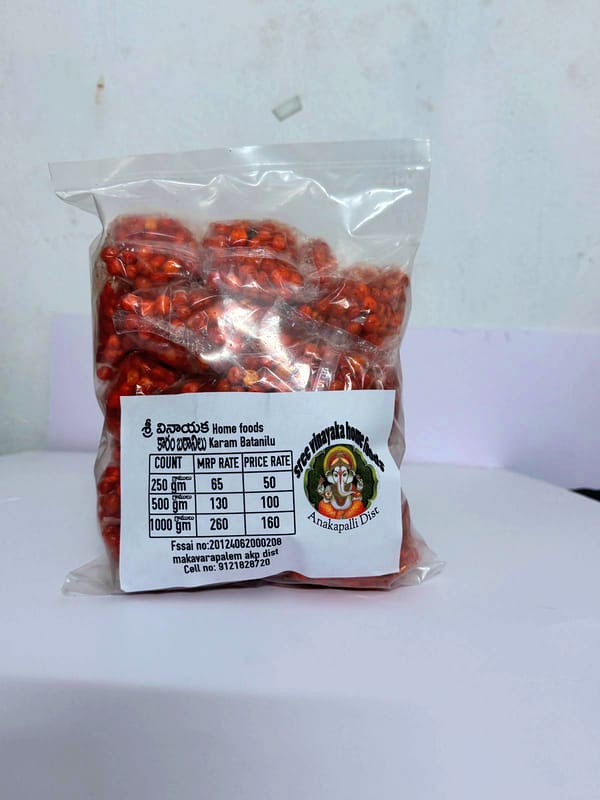 శ్రీ వినాయక Home foods
కారం బఠానీలు Karam Batanilu
COUNT MRP RATE PRICE RATE
250 గ్రాములు gm 65 50
500 గ్రాములు gm 130 100
1000 గ్రాములు gm 260 160
Fssai no:20124062000208
makavarapalem akp dist
Cell no: 9121828720
sree vinayaka home foods
Anakapalli Dist